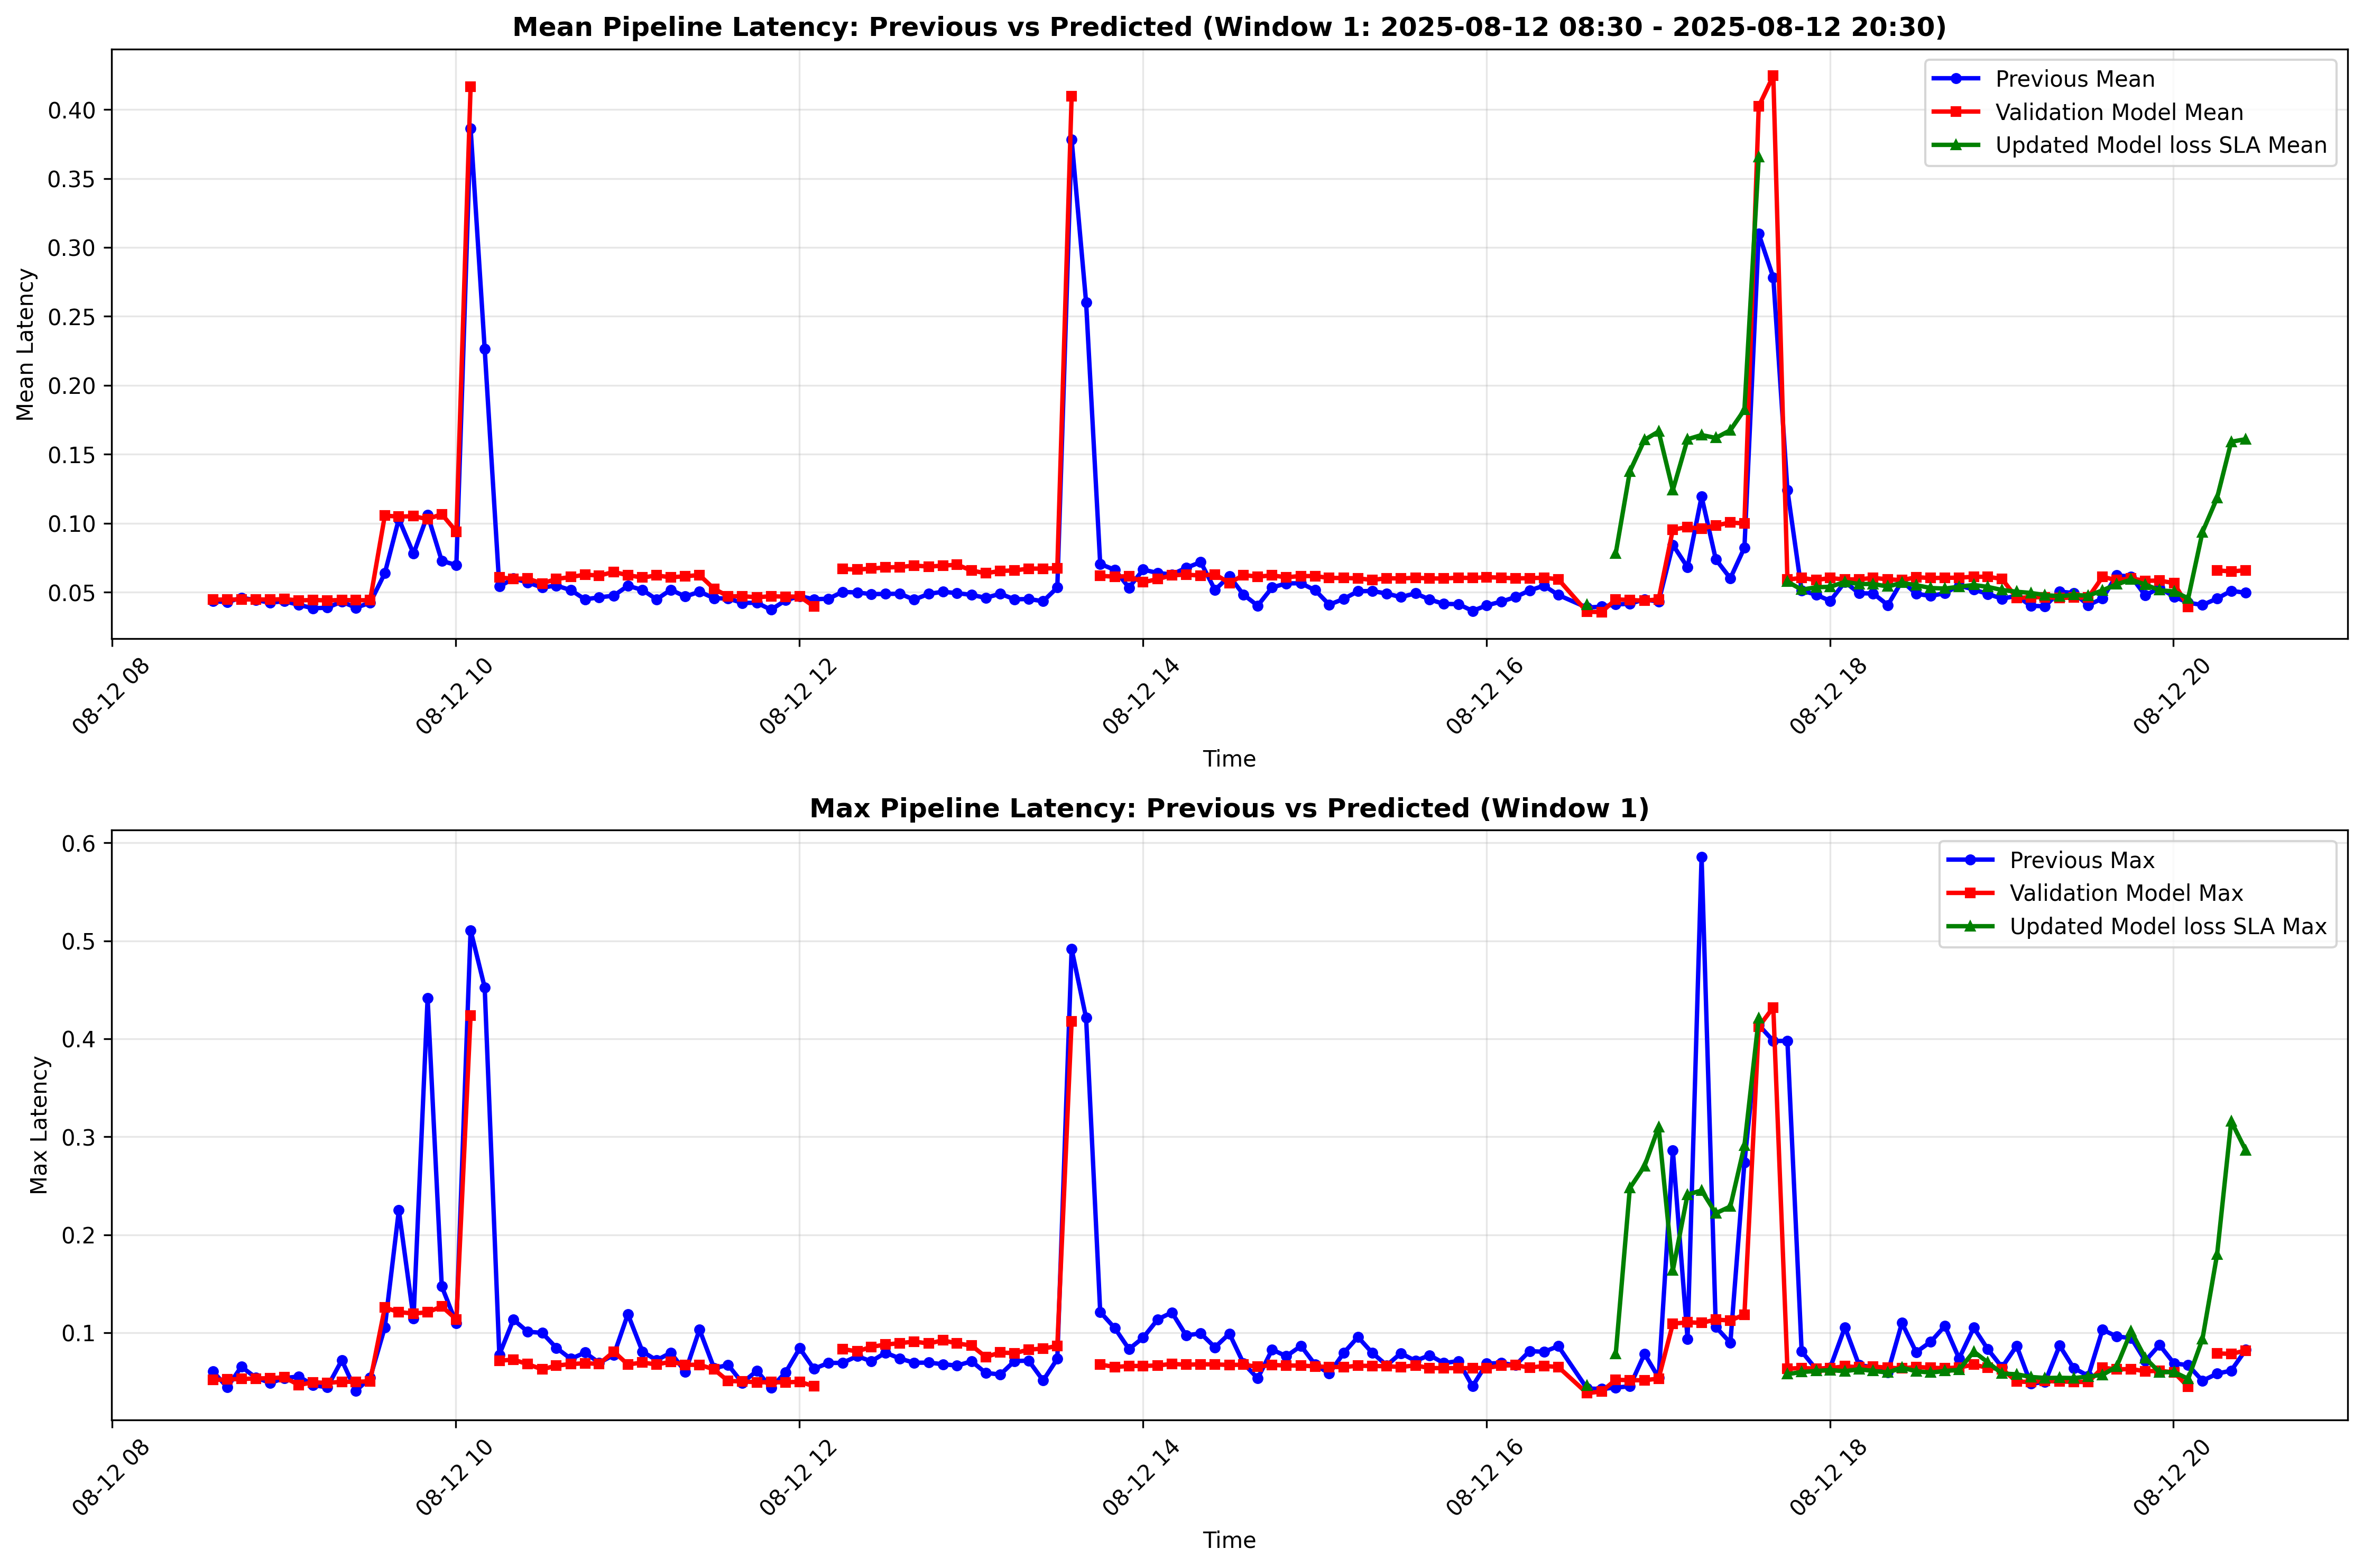 Mean Pipeline Latency: Previous vs Predicted (Window 1: 2025-08-12 08:30 - 2025-08-12 20:30)
Previous Mean
Validation Model Mean
Updated Model loss SLA Mean
Mean Latency
0.40
0.35
0.30
0.25
0.20
0.15
0.10
0.05
08-12 08
08-12 10
08-12 12
08-12 14
08-12 16
08-12 18
08-12 20
Time
Max Pipeline Latency: Previous vs Predicted (Window 1)
Previous Max
Validation Model Max
Updated Model loss SLA Max
Max Latency
0.6
0.5
0.4
0.3
0.2
0.1
08-12 08
08-12 10
08-12 12
08-12 14
08-12 16
08-12 18
08-12 20
Time